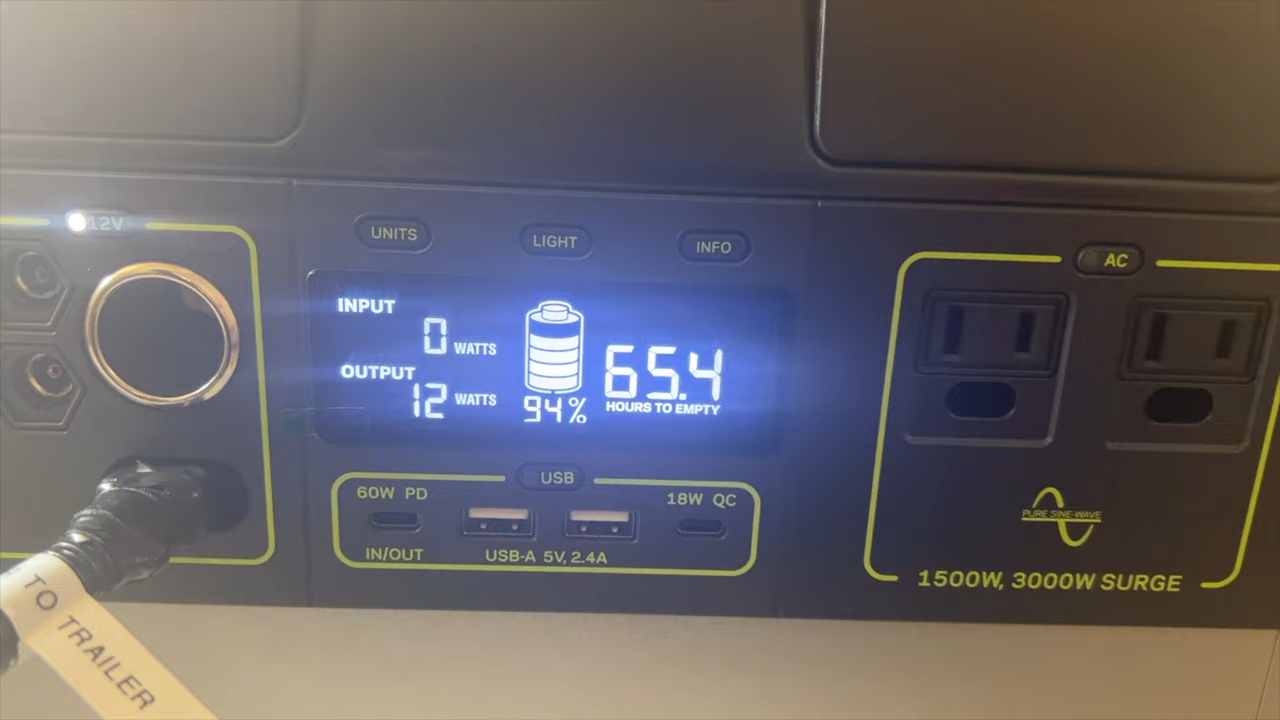 12V
UNITS
LIGHT
INFO
AC
INPUT
0 WATTS
OUTPUT
12 WATTS
94%
65.4
HOURS TO EMPTY
USB
60W PD
18W QC
IN/OUT
USB-A 5V, 2.4A
PURE SINE-WAVE
1500W, 3000W SURGE
TO TRAILER